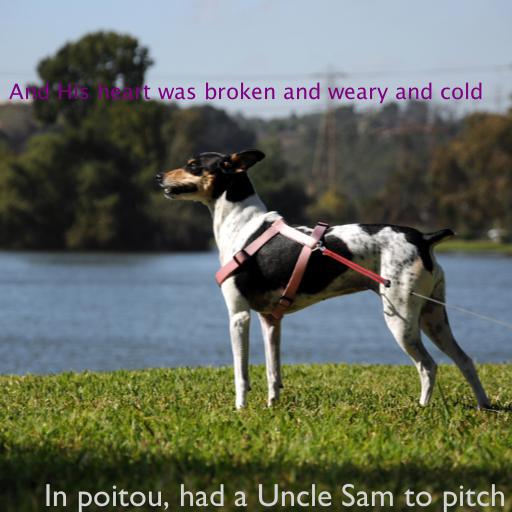 And His heart was broken and weary and cold
In poitou, had a Uncle Sam to pitch